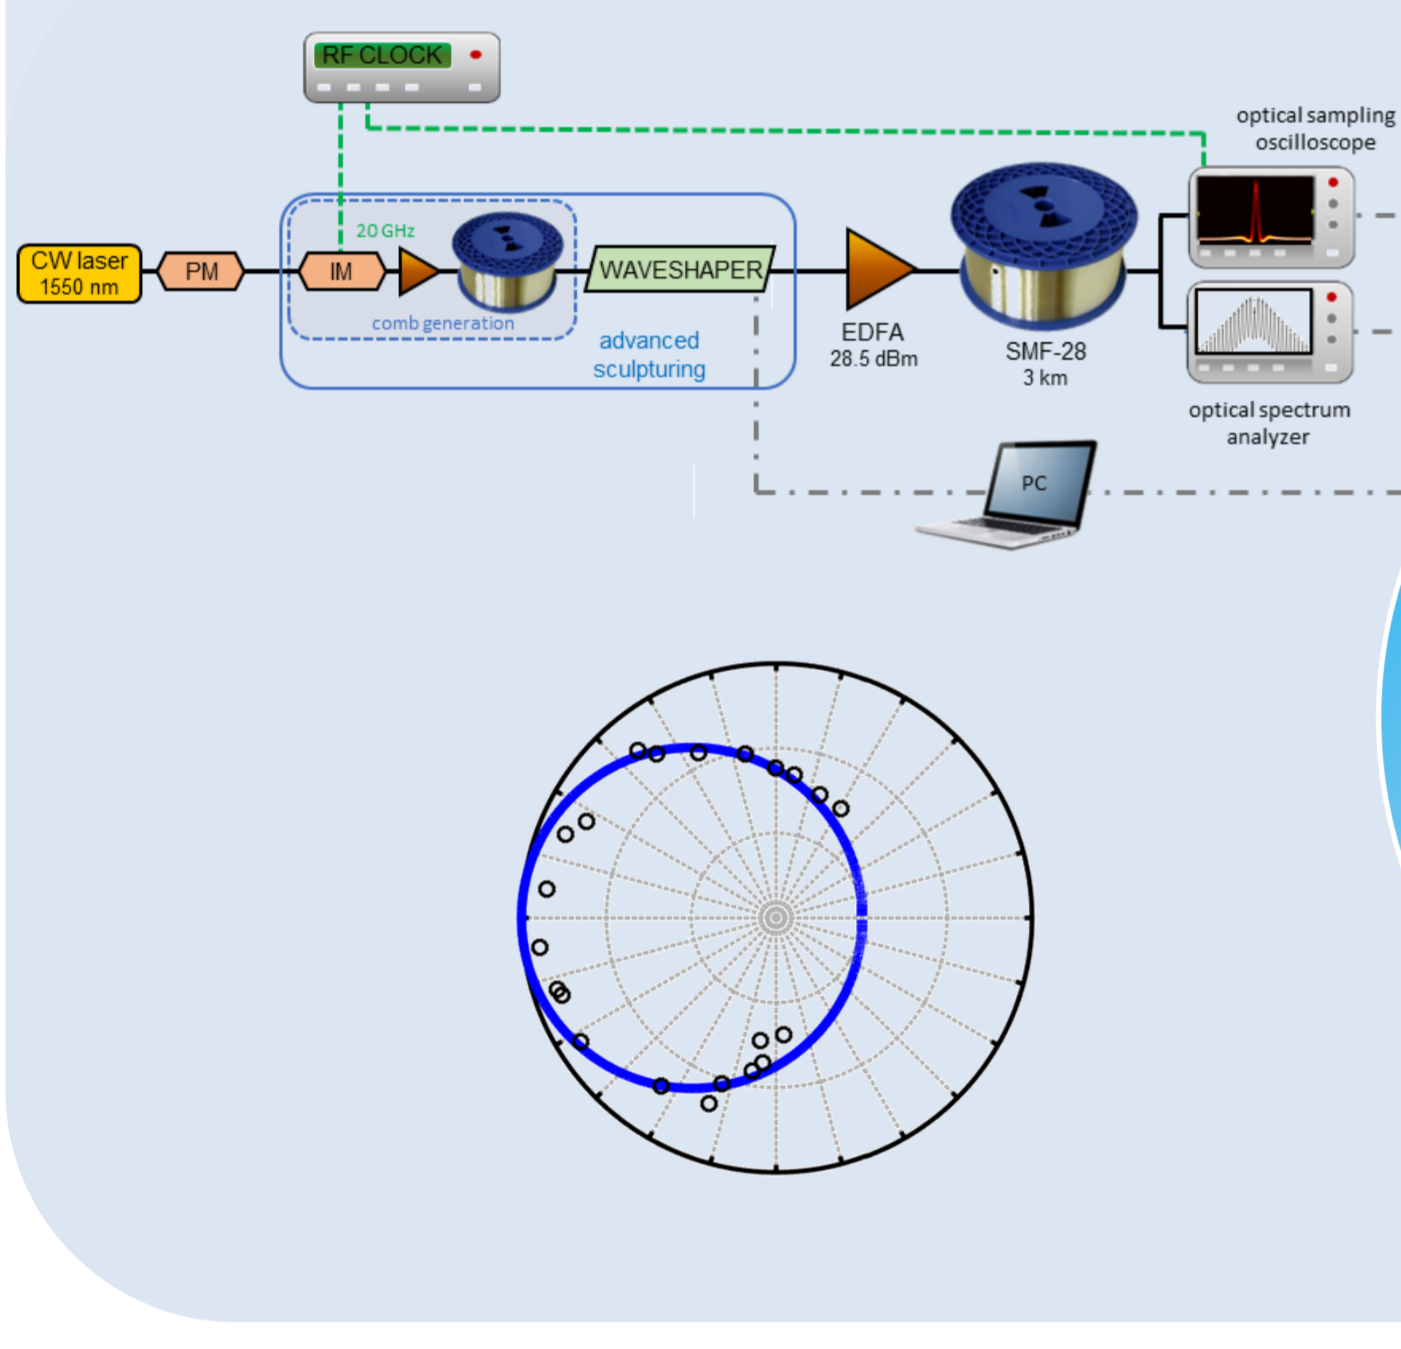 RF CLOCK
optical sampling
oscilloscope
20 GHz
CW laser
1550 nm
PM
IM
WAVESHAPER
comb generation
advanced
sculpturing
EDFA
28.5 dBm
SMF-28
3 km
optical spectrum
analyzer
PC